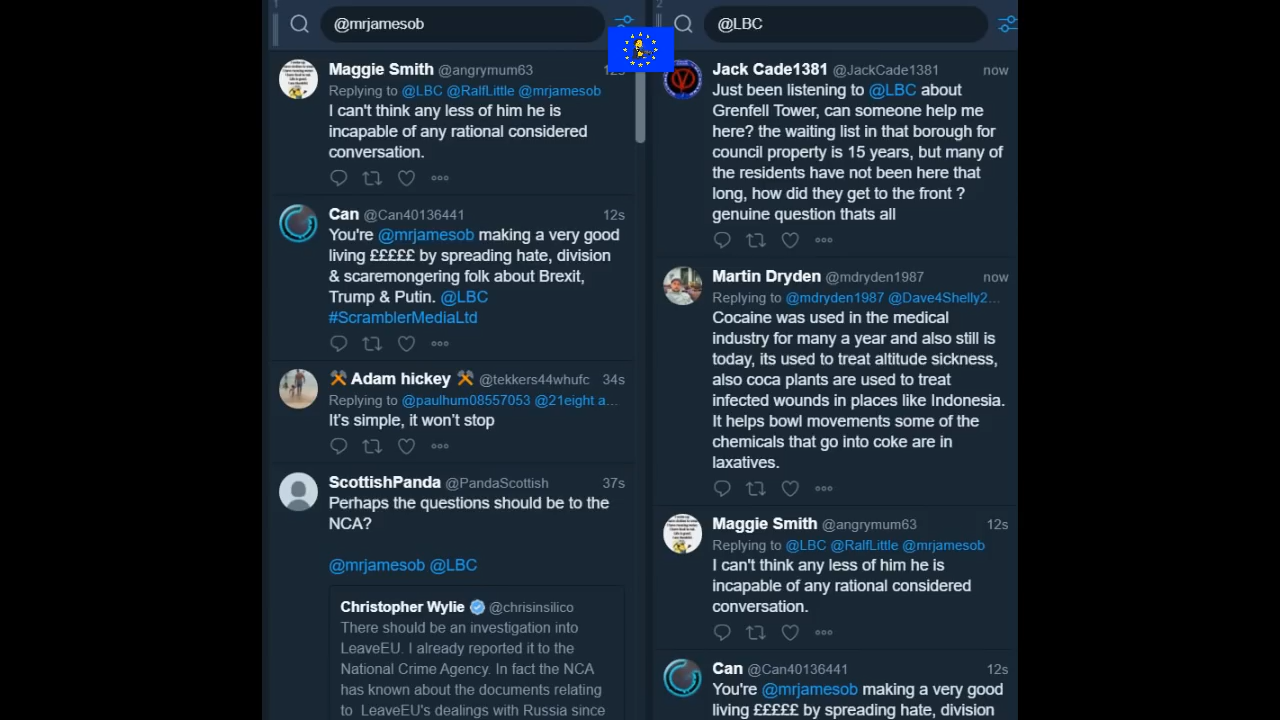 1
@mrjamesob
Maggie Smith @angrymum63
Replying to @LBC @RalfLittle @mrjamesob
I can't think any less of him he is
incapable of any rational considered
conversation.
Can @Can40136441 12s
You're @mrjamesob making a very good
living £££££ by spreading hate, division
& scaremongering folk about Brexit,
Trump & Putin. @LBC
#ScramblerMediaLtd
Adam hickey @tekkers44whufc 34s
Replying to @paulhum08557053 @21eight a...
It's simple, it won't stop
ScottishPanda @PandaScottish 37s
Perhaps the questions should be to the
NCA?
@mrjamesob @LBC
Christopher Wylie @chrisinsilico
There should be an investigation into
LeaveEU. I already reported it to the
National Crime Agency. In fact the NCA
has known about the documents relating
to LeaveEU's dealings with Russia since
2
@LBC
Jack Cade1381 @JackCade1381 now
Just been listening to @LBC about
Grenfell Tower, can someone help me
here? the waiting list in that borough for
council property is 15 years, but many of
the residents have not been here that
long, how did they get to the front ?
genuine question thats all
Martin Dryden @mdryden1987 now
Replying to @mdryden1987 @Dave4Shelly2...
Cocaine was used in the medical
industry for many a year and also still is
today, its used to treat altitude sickness,
also coca plants are used to treat
infected wounds in places like Indonesia.
It helps bowl movements some of the
chemicals that go into coke are in
laxatives.
Maggie Smith @angrymum63 12s
Replying to @LBC @RalfLittle @mrjamesob
I can't think any less of him he is
incapable of any rational considered
conversation.
Can @Can40136441 12s
You're @mrjamesob making a very good
living £££££ by spreading hate, division